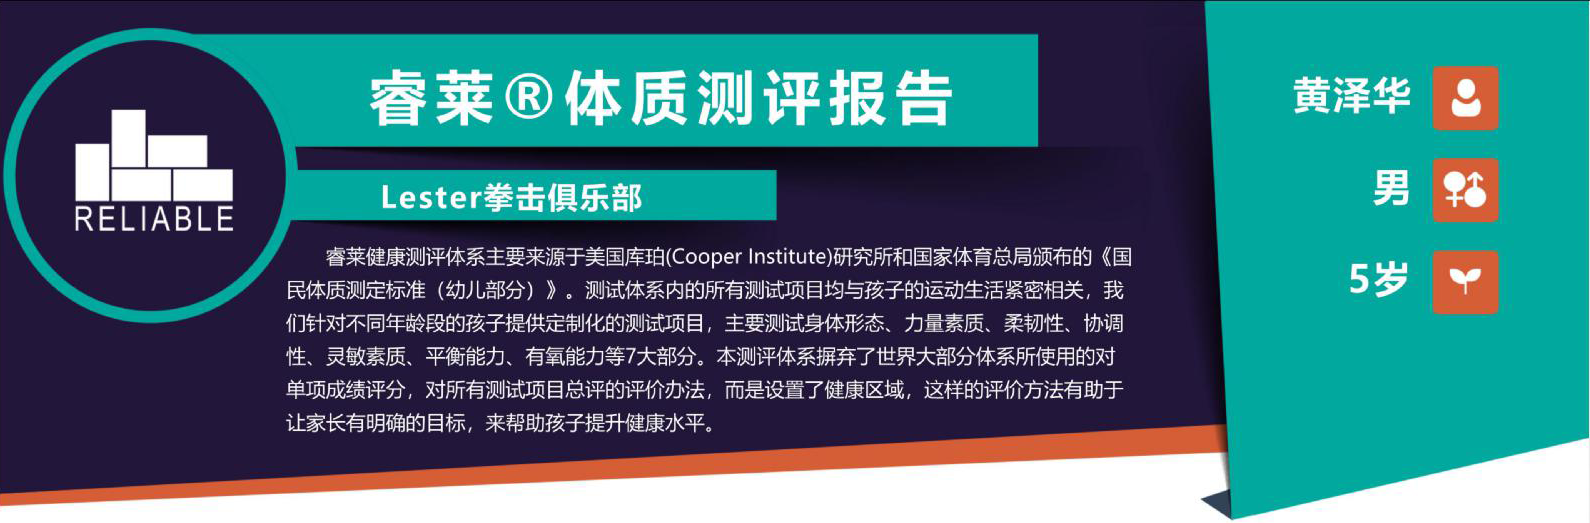 睿莱®体质测评报告
RELIABLE
Lester拳击俱乐部
睿莱健康测评体系主要来源于美国库珀(Cooper Institute)研究所和国家体育总局颁布的《国
民体质测定标准（幼儿部分）》。测试体系内的所有测试项目均与孩子的运动生活紧密相关，我
们针对不同年龄段的孩子提供定制化的测试项目，主要测试身体形态、力量素质、柔韧性、协调
性、灵敏素质、平衡能力、有氧能力等7大部分。本测评体系摒弃了世界大部分体系所使用的对
单项成绩评分，对所有测试项目总评的评价办法，而是设置了健康区域，这样的评价方法有助于
让家长有明确的目标，来帮助孩子提升健康水平。
黄泽华
男
5岁